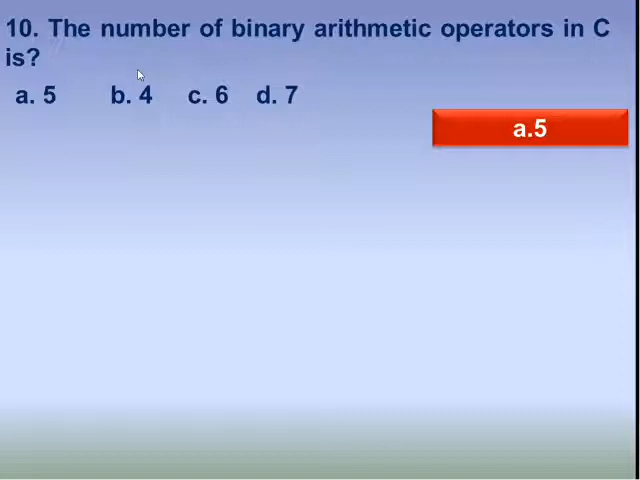 10. The number of binary arithmetic operators in C
is?
a. 5 b. 4 c. 6 d. 7
a.5